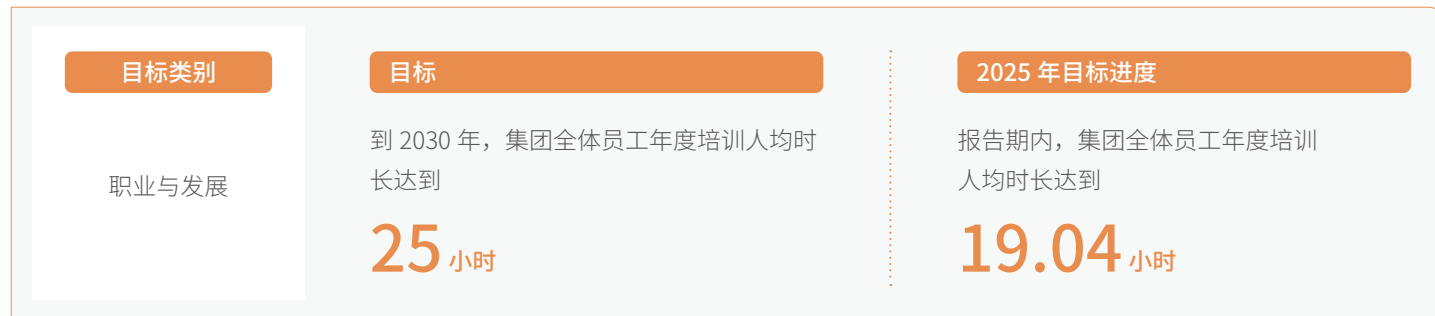 目标类别
职业与发展
目标
到 2030 年，集团全体员工年度培训人均时
长达到
25 小时
2025 年目标进度
报告期内，集团全体员工年度培训
人均时长达到
19.04 小时